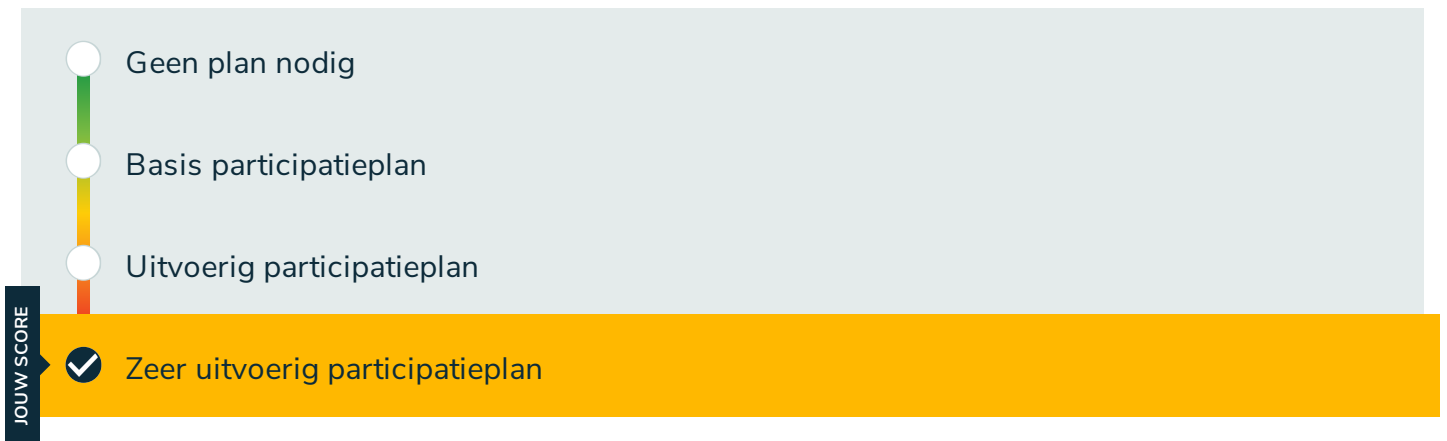 Geen plan nodig
Basis participatieplan
Uitvoerig participatieplan
JOUW SCORE
Zeer uitvoerig participatieplan